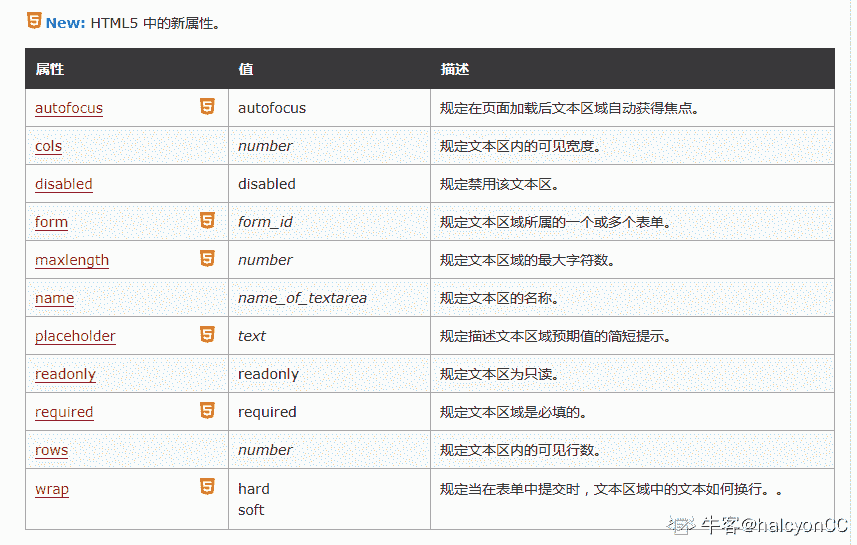 New: HTML5 中的新属性。
属性 值 描述
autofocus 5 autofocus 规定在页面加载后文本区域自动获得焦点。
cols number 规定文本区内的可见宽度。
disabled disabled 规定禁用该文本区。
form 5 form_id 规定文本区域所属的一个或多个表单。
maxlength 5 number 规定文本区域的最大字符数。
name name_of_textarea 规定文本区的名称。
placeholder 5 text 规定描述文本区域预期值的简短提示。
readonly readonly 规定文本区为只读。
required 5 required 规定文本区域是必填的。
rows number 规定文本区内的可见行数。
wrap 5 hard 规定当在表单中提交时，文本区域中的文本如何换行。。
soft
牛客@halcyonCC